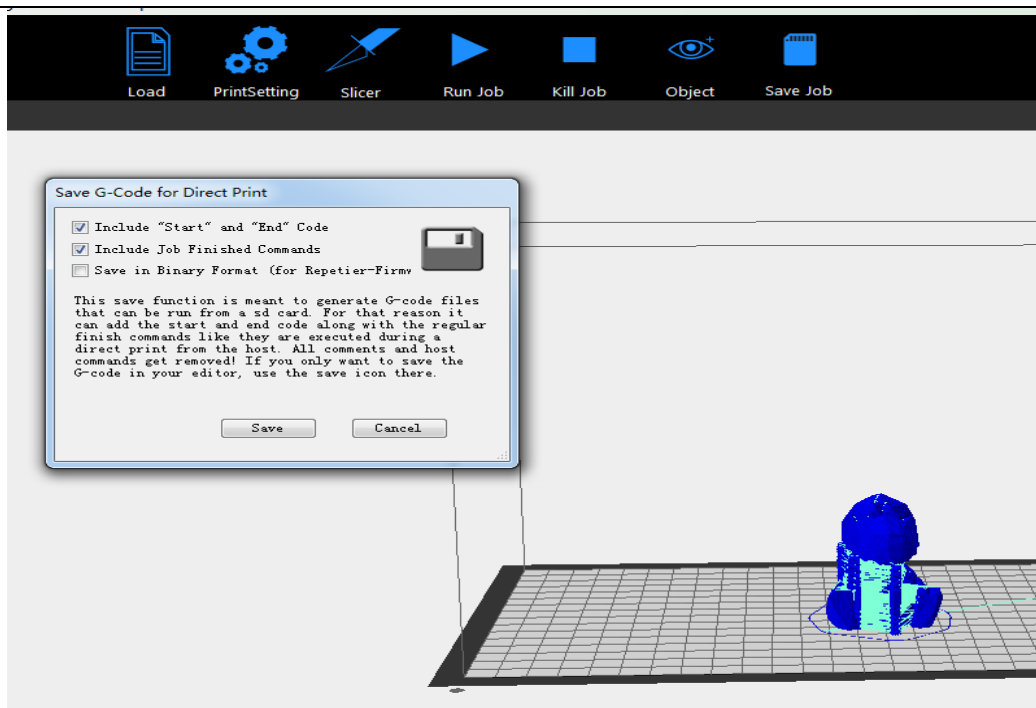 Load
PrintSetting
Slicer
Run Job
Kill Job
Object
Save Job
Save G-Code for Direct Print
Include "Start" and "End" Code
Include Job Finished Commands
Save in Binary Format (for Repetier-Firmw
This save function is meant to generate G-code files
that can be run from a sd card. For that reason it
can add the start and end code along with the regular
finish commands like they are executed during a
direct print from the host. All comments and host
commands get removed! If you only want to save the
G-code in your editor, use the save icon there.
Save
Cancel